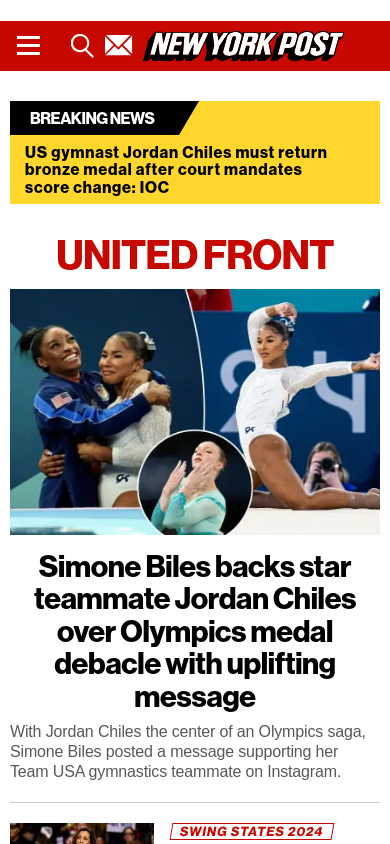 NEW YORK POST
BREAKING NEWS
US gymnast Jordan Chiles must return
bronze medal after court mandates
score change: IOC
UNITED FRONT
24
Simone Biles backs star
teammate Jordan Chiles
over Olympics medal
debacle with uplifting
message
With Jordan Chiles the center of an Olympics saga,
Simone Biles posted a message supporting her
Team USA gymnastics teammate on Instagram.
SWING STATES 2024